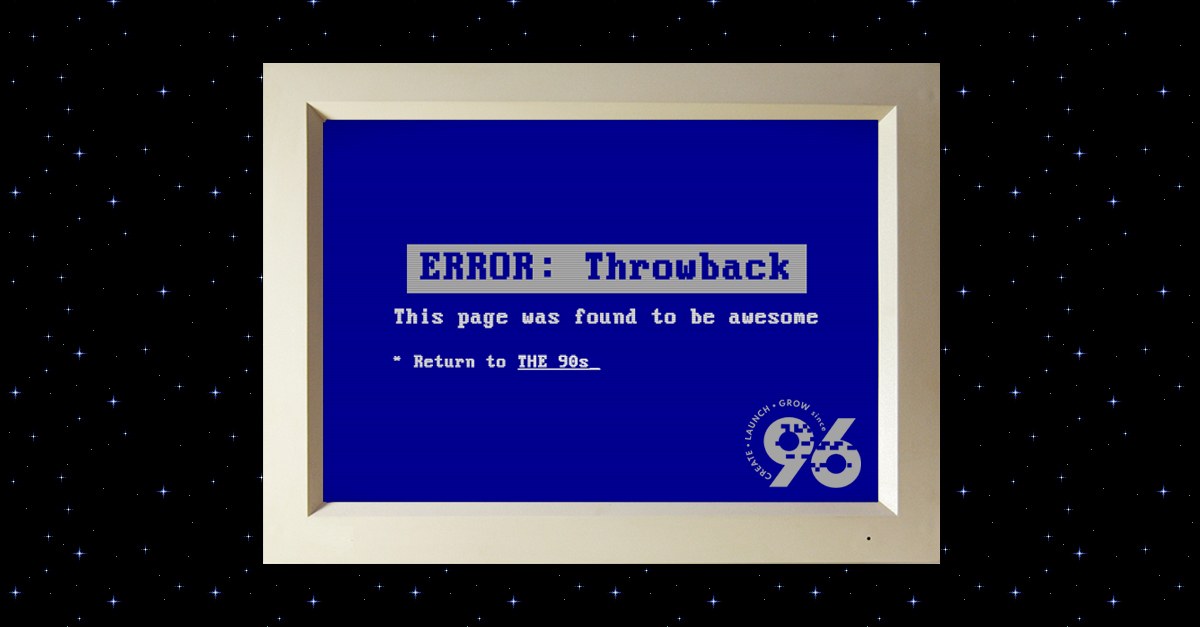 ERROR: Throwback
This page was found to be awesome
* Return to THE 90s_
CREATE • LAUNCH • GROW since
96